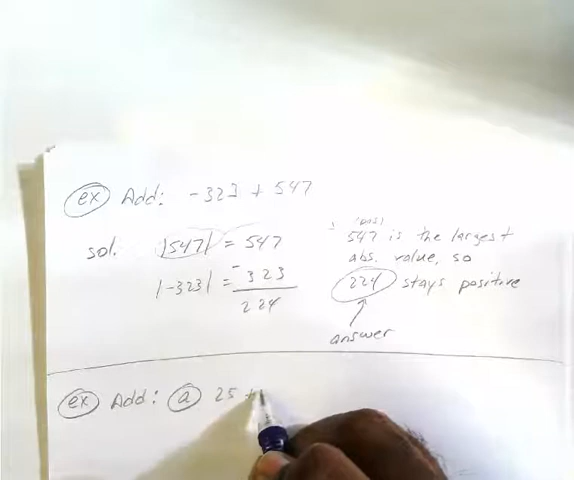 ex Add: -323 + 547
sol. |547| = 547
|-323| = - 323
224
547 is the largest
abs. value, so
224 stays positive
answer
ex Add: a 25 +